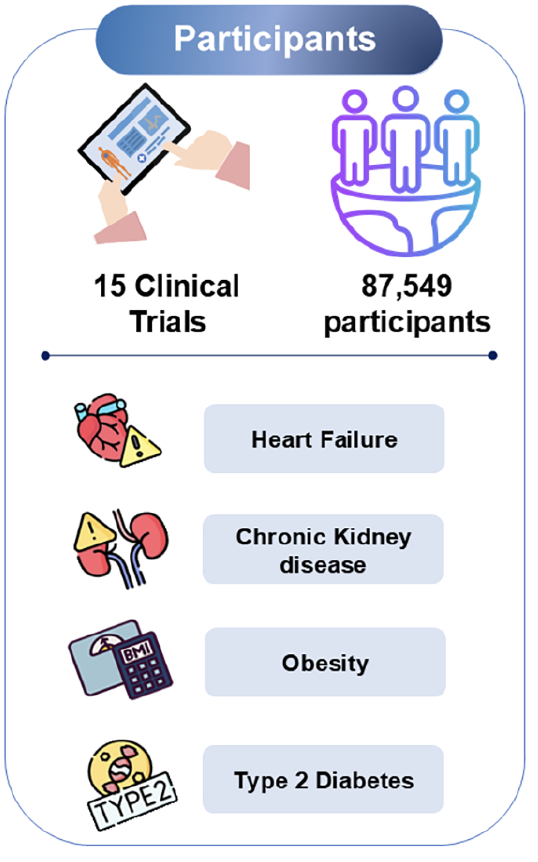 Participants
15 Clinical
Trials
87,549
participants
Heart Failure
Chronic Kidney
disease
BMI
Obesity
TYPE2
Type 2 Diabetes